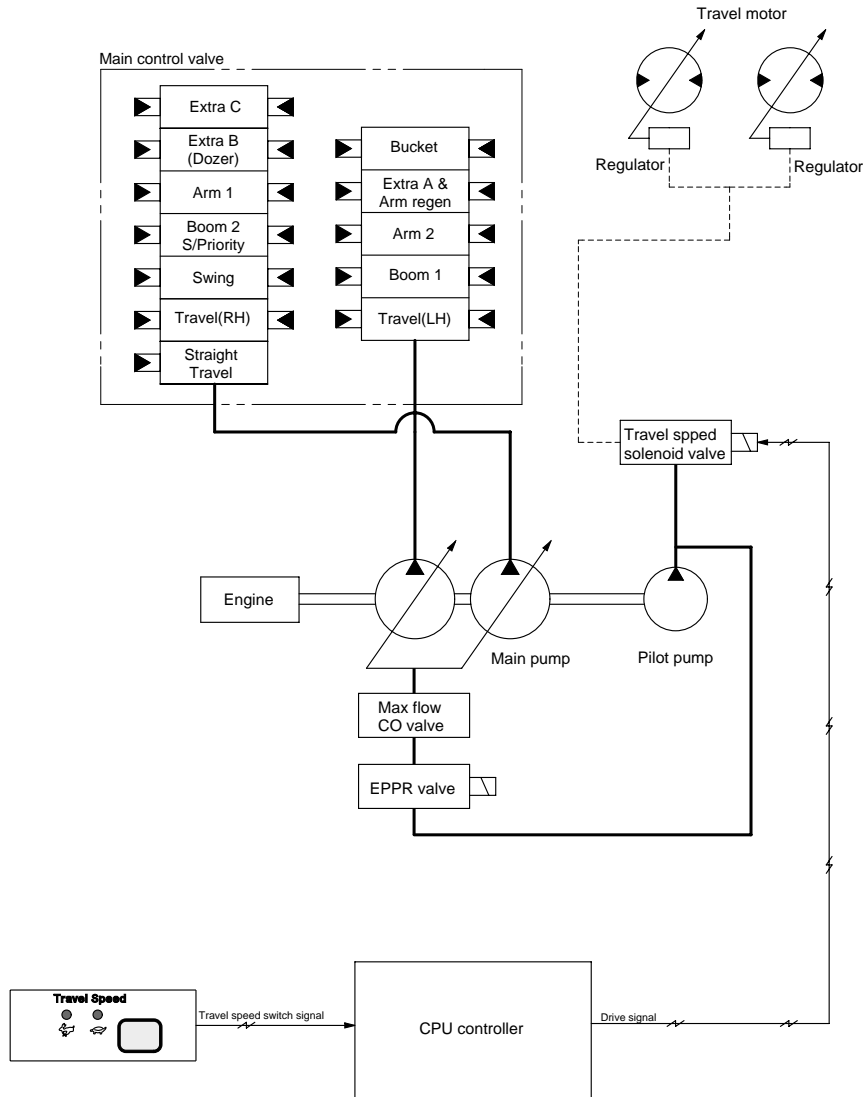 Travel motor
Main control valve
Extra C
Extra B
(Dozer)
Arm 1
Boom 2
S/Priority
Swing
Travel(RH)
Straight
Travel
Bucket
Extra A &
Arm regen
Arm 2
Boom 1
Travel(LH)
Regulator
Regulator
Travel spped
solenoid valve
Engine
Main pump
Pilot pump
Max flow
CO valve
EPPR valve
Travel Speed
Travel speed switch signal
CPU controller
Drive signal